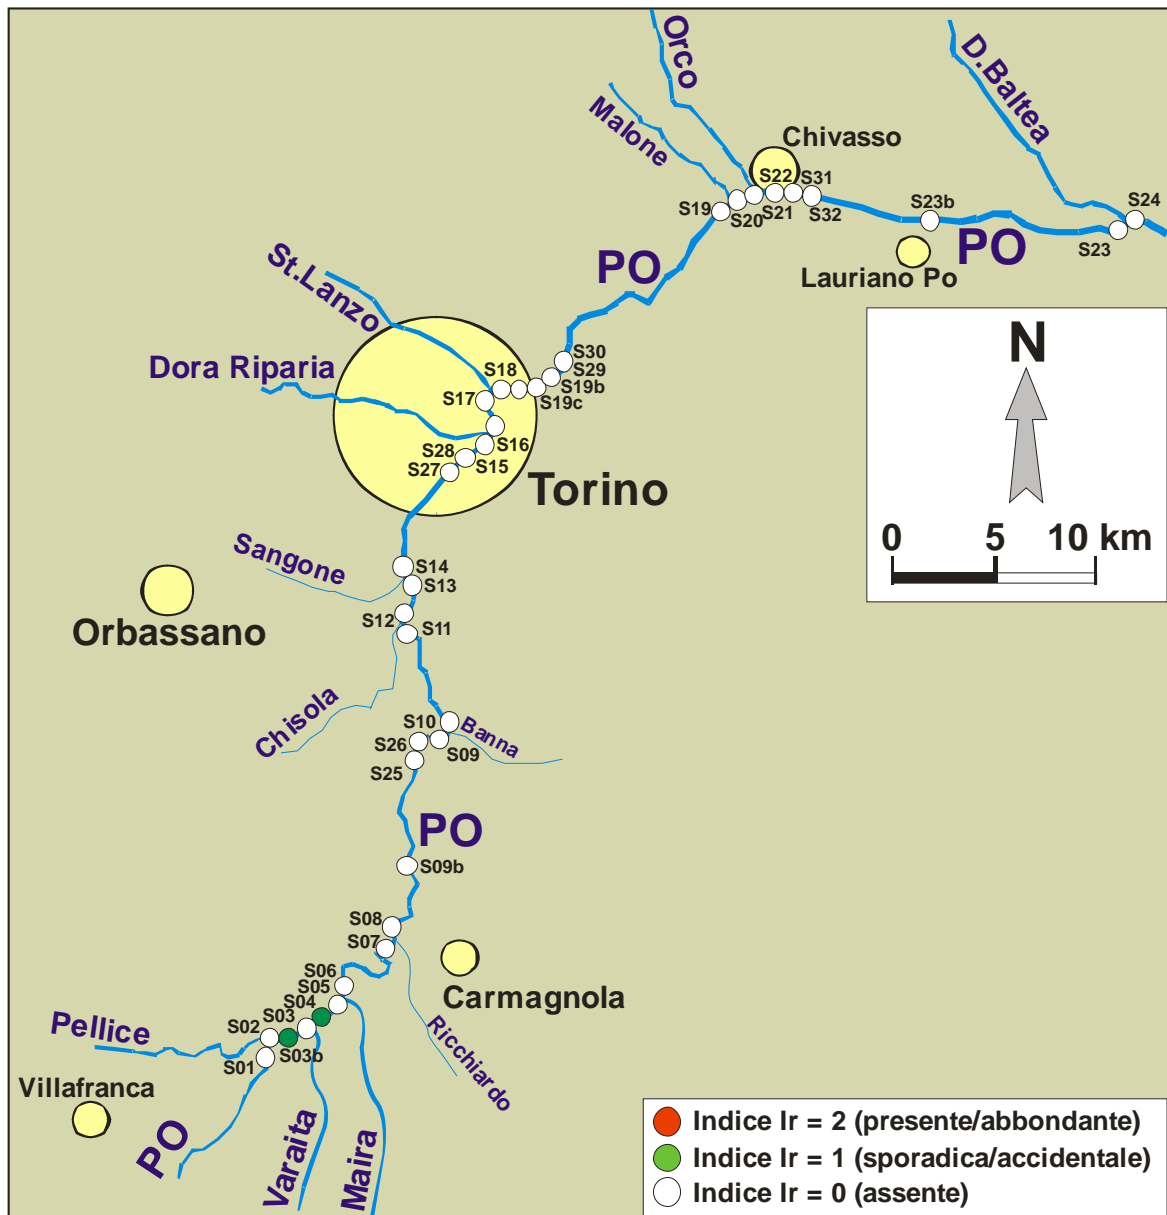 Orco
D.Baltea
Malone
Chivasso
S22
S31
S24
S19
S20
S21
S32
S23b
S23
PO
PO
Lauriano Po
St.Lanzo
Dora Riparia
S30
S29
S18
S19b
S17
S19c
S16
S28
S15
S27
Torino
N
0 5 10 km
Sangone
S14
S13
Orbassano
S12
S11
Chisola
S10
Banna
S26
S09
S25
PO
S09b
S08
S07
Carmagnola
S06
S05
S04
S03
S02
S03b
S01
Pellice
Ricchiardo
Villafranca
PO
Varaita
Maira
Indice Ir = 2 (presente/abbondante)
Indice Ir = 1 (sporadica/accidentale)
Indice Ir = 0 (assente)